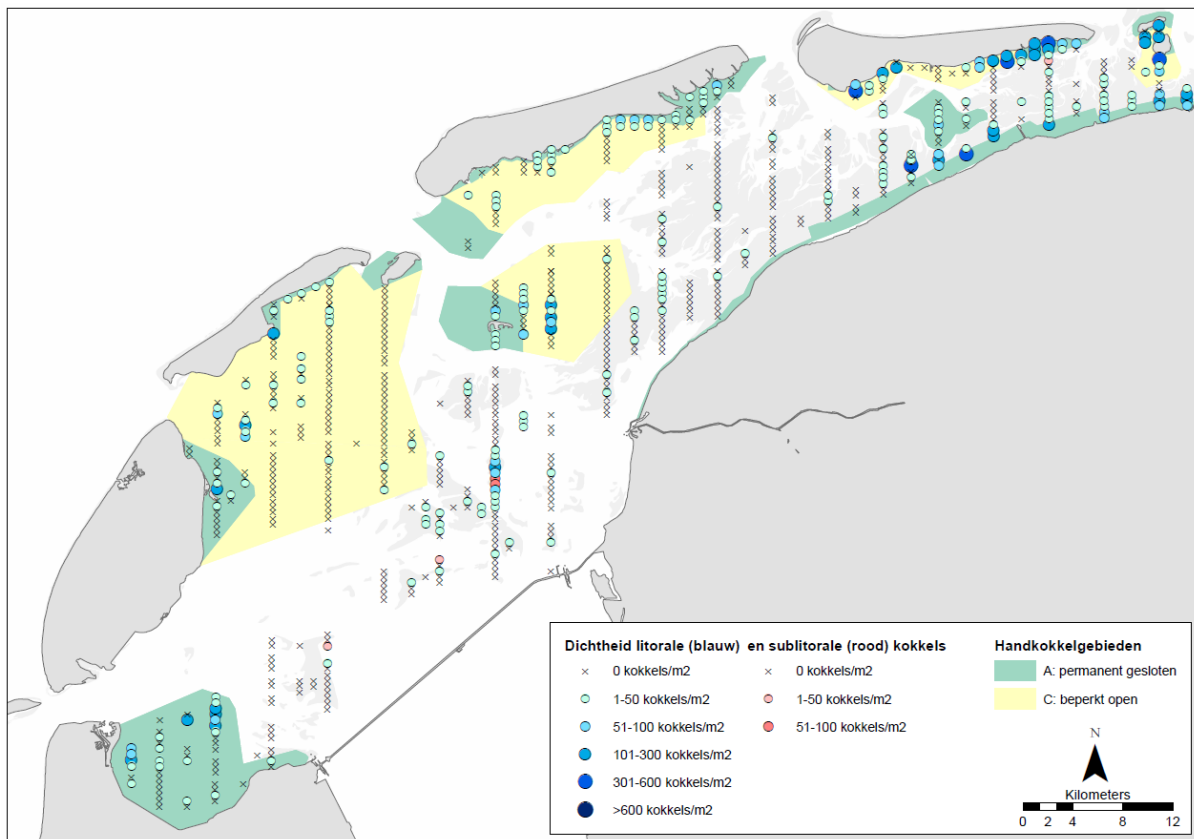 Dichtheid litorale (blauw) en sublitorale (rood) kokkels
0 kokkels/m2
1-50 kokkels/m2
51-100 kokkels/m2
101-300 kokkels/m2
301-600 kokkels/m2
>600 kokkels/m2
0 kokkels/m2
1-50 kokkels/m2
51-100 kokkels/m2
Handkokkelgebieden
A: permanent gesloten
C: beperkt open
N
Kilometers
0 2 4 8 12